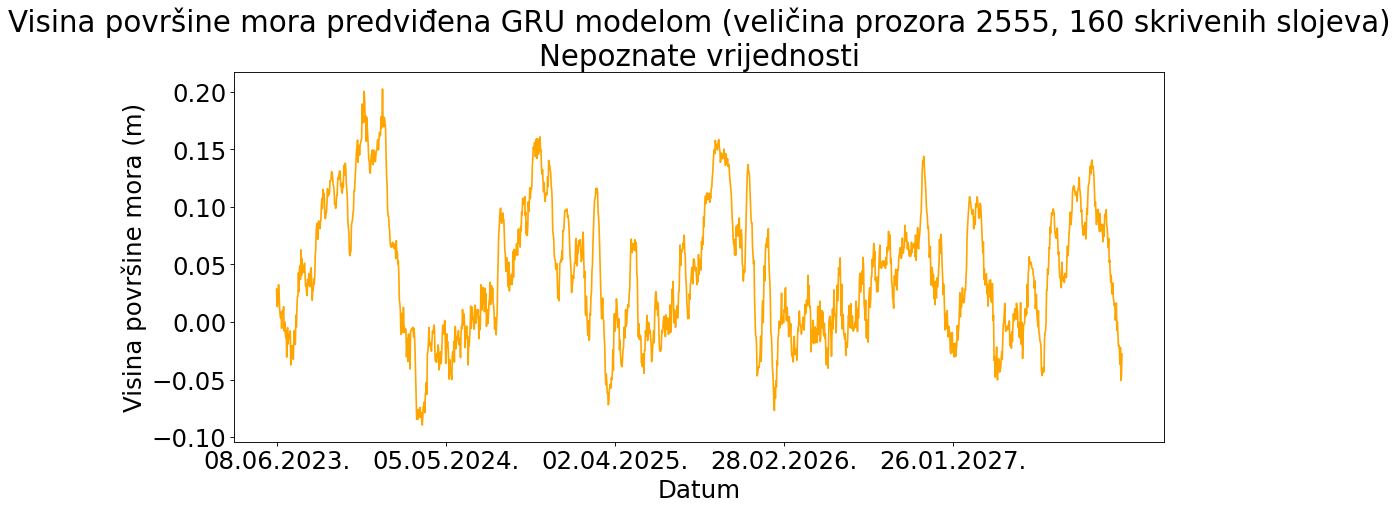 Visina površine mora predviđena GRU modelom (veličina prozora 2555, 160 skrivenih slojeva)
Nepoznate vrijednosti
Visina površine mora (m)
0.20
0.15
0.10
0.05
0.00
−0.05
−0.10
08.06.2023. 05.05.2024. 02.04.2025. 28.02.2026. 26.01.2027.
Datum